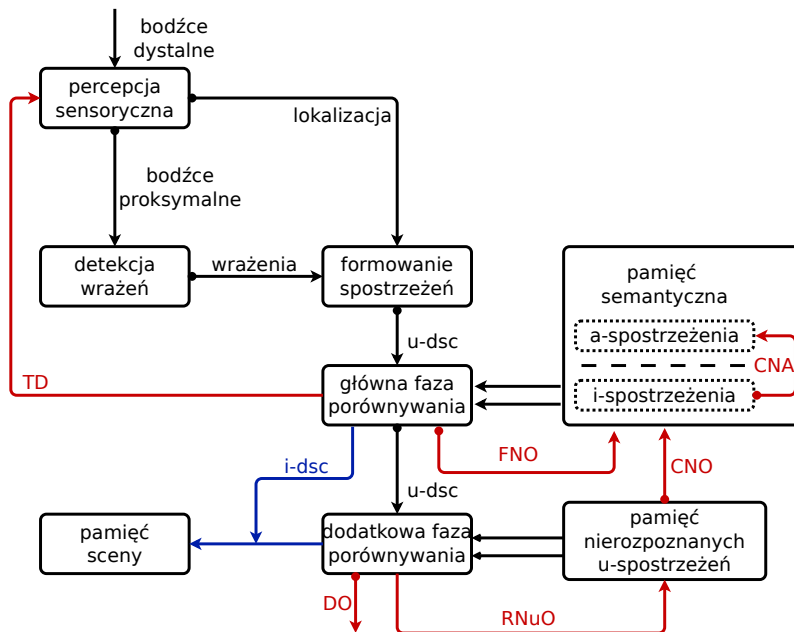 bodźce
dystalne
percepcja
sensoryczna
lokalizacja
bodźce
proksymalne
detekcja
wrażeń
wrażenia
formowanie
spostrzeżeń
pamięć
semantyczna
a-spostrzeżenia
CNA
i-spostrzeżenia
u-dsc
TD
główna faza
porównywania
FNO
CNO
i-dsc
u-dsc
pamięć
sceny
dodatkowa faza
porównywania
pamięć
nierozpoznanych
u-spostrzeżeń
DO
RNuO